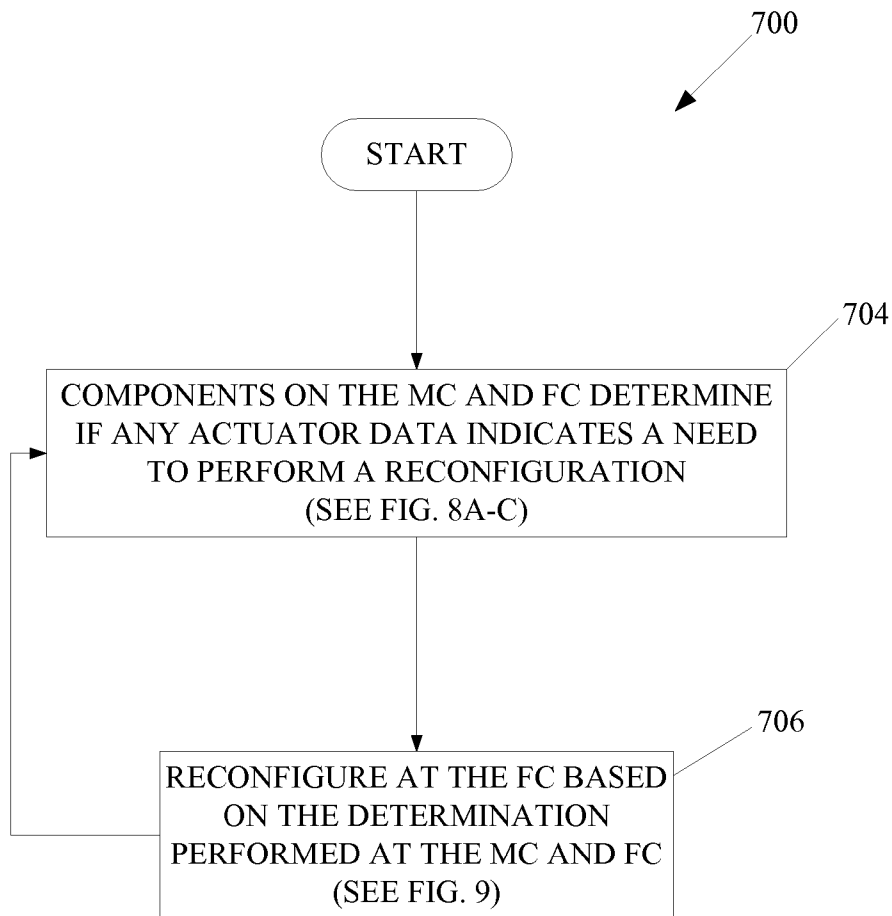 700
START
704
COMPONENTS ON THE MC AND FC DETERMINE
IF ANY ACTUATOR DATA INDICATES A NEED
TO PERFORM A RECONFIGURATION
(SEE FIG. 8A-C)
706
RECONFIGURE AT THE FC BASED
ON THE DETERMINATION
PERFORMED AT THE MC AND FC
(SEE FIG. 9)